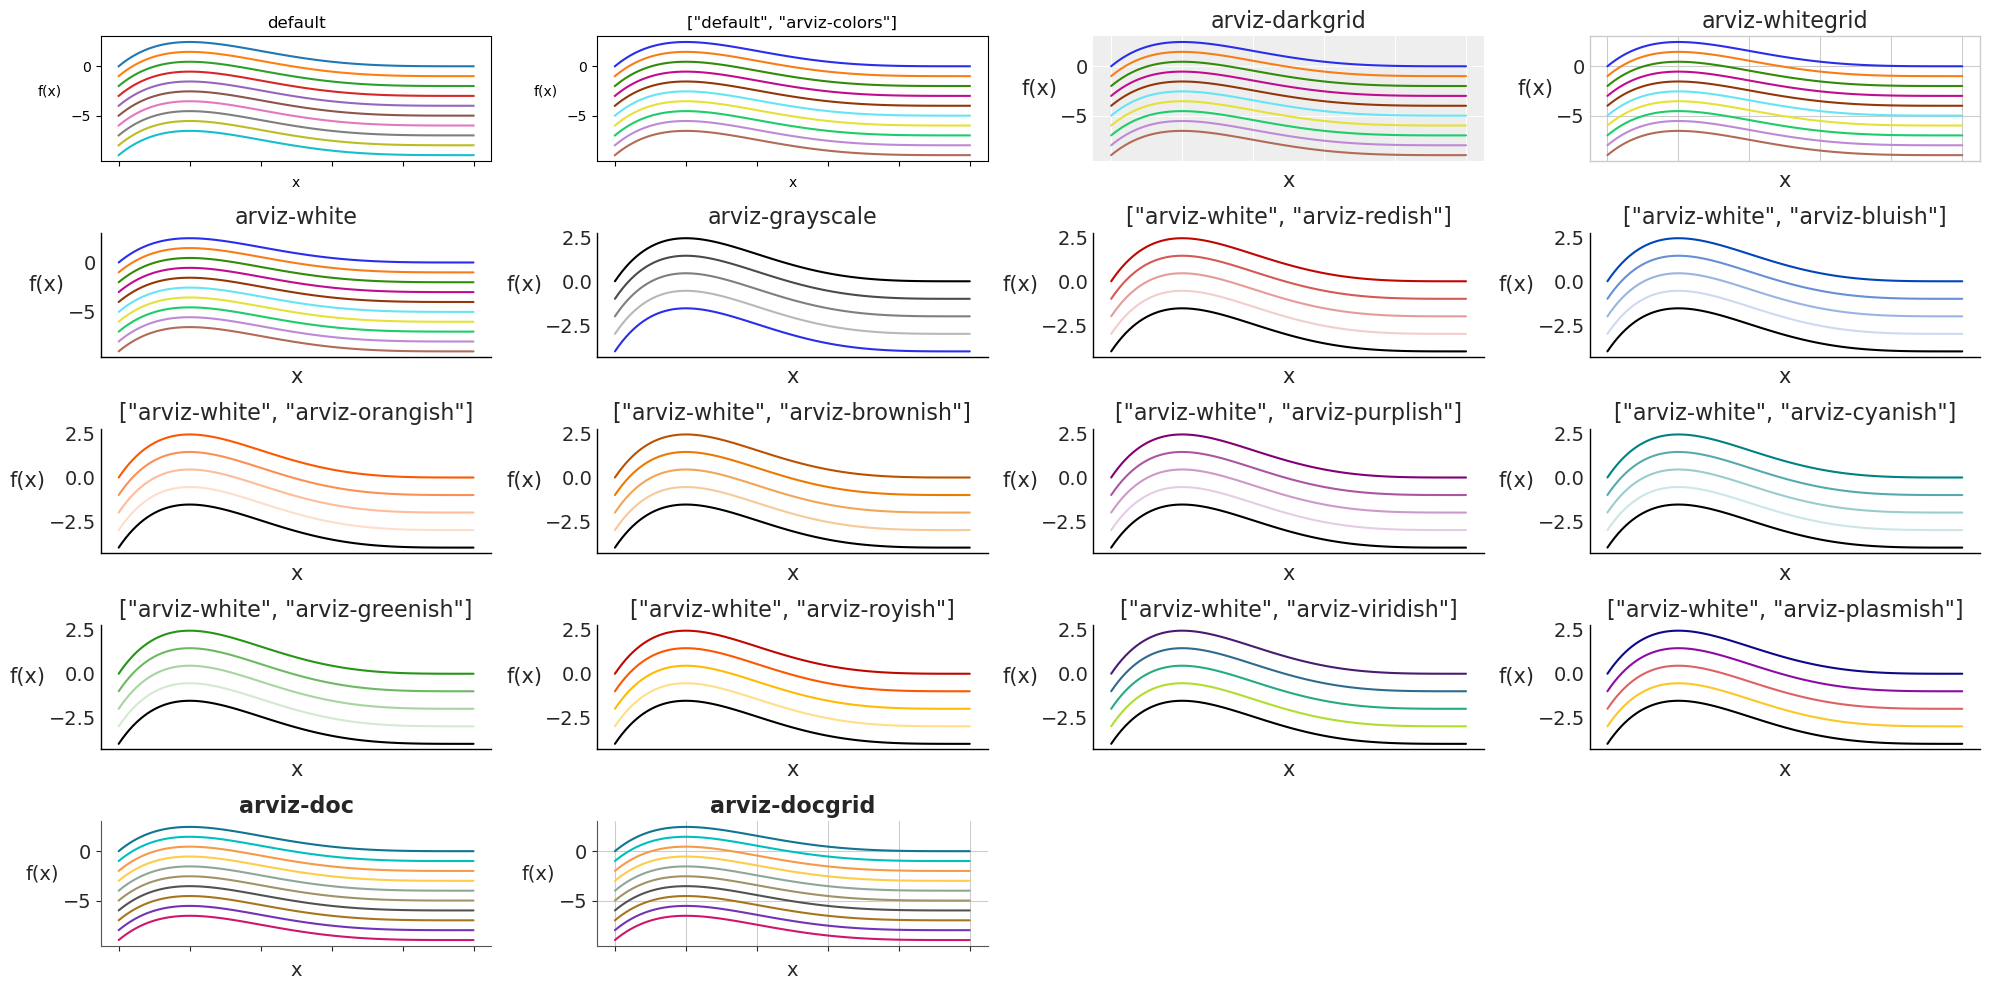 default
["default", "arviz-colors"]
arviz-darkgrid
arviz-whitegrid
0
−5
f(x)
x
0
−5
f(x)
x
0
−5
f(x)
x
0
−5
f(x)
x
arviz-white
arviz-grayscale
["arviz-white", "arviz-redish"]
["arviz-white", "arviz-bluish"]
0
−5
f(x)
x
2.5
0.0
−2.5
f(x)
x
2.5
0.0
−2.5
f(x)
x
2.5
0.0
−2.5
f(x)
x
["arviz-white", "arviz-orangish"]
["arviz-white", "arviz-brownish"]
["arviz-white", "arviz-purplish"]
["arviz-white", "arviz-cyanish"]
2.5
0.0
−2.5
f(x)
x
2.5
0.0
−2.5
f(x)
x
2.5
0.0
−2.5
f(x)
x
2.5
0.0
−2.5
f(x)
x
["arviz-white", "arviz-greenish"]
["arviz-white", "arviz-royish"]
["arviz-white", "arviz-viridish"]
["arviz-white", "arviz-plasmish"]
2.5
0.0
−2.5
f(x)
x
2.5
0.0
−2.5
f(x)
x
2.5
0.0
−2.5
f(x)
x
2.5
0.0
−2.5
f(x)
x
arviz-doc
arviz-docgrid
0
−5
f(x)
x
0
−5
f(x)
x